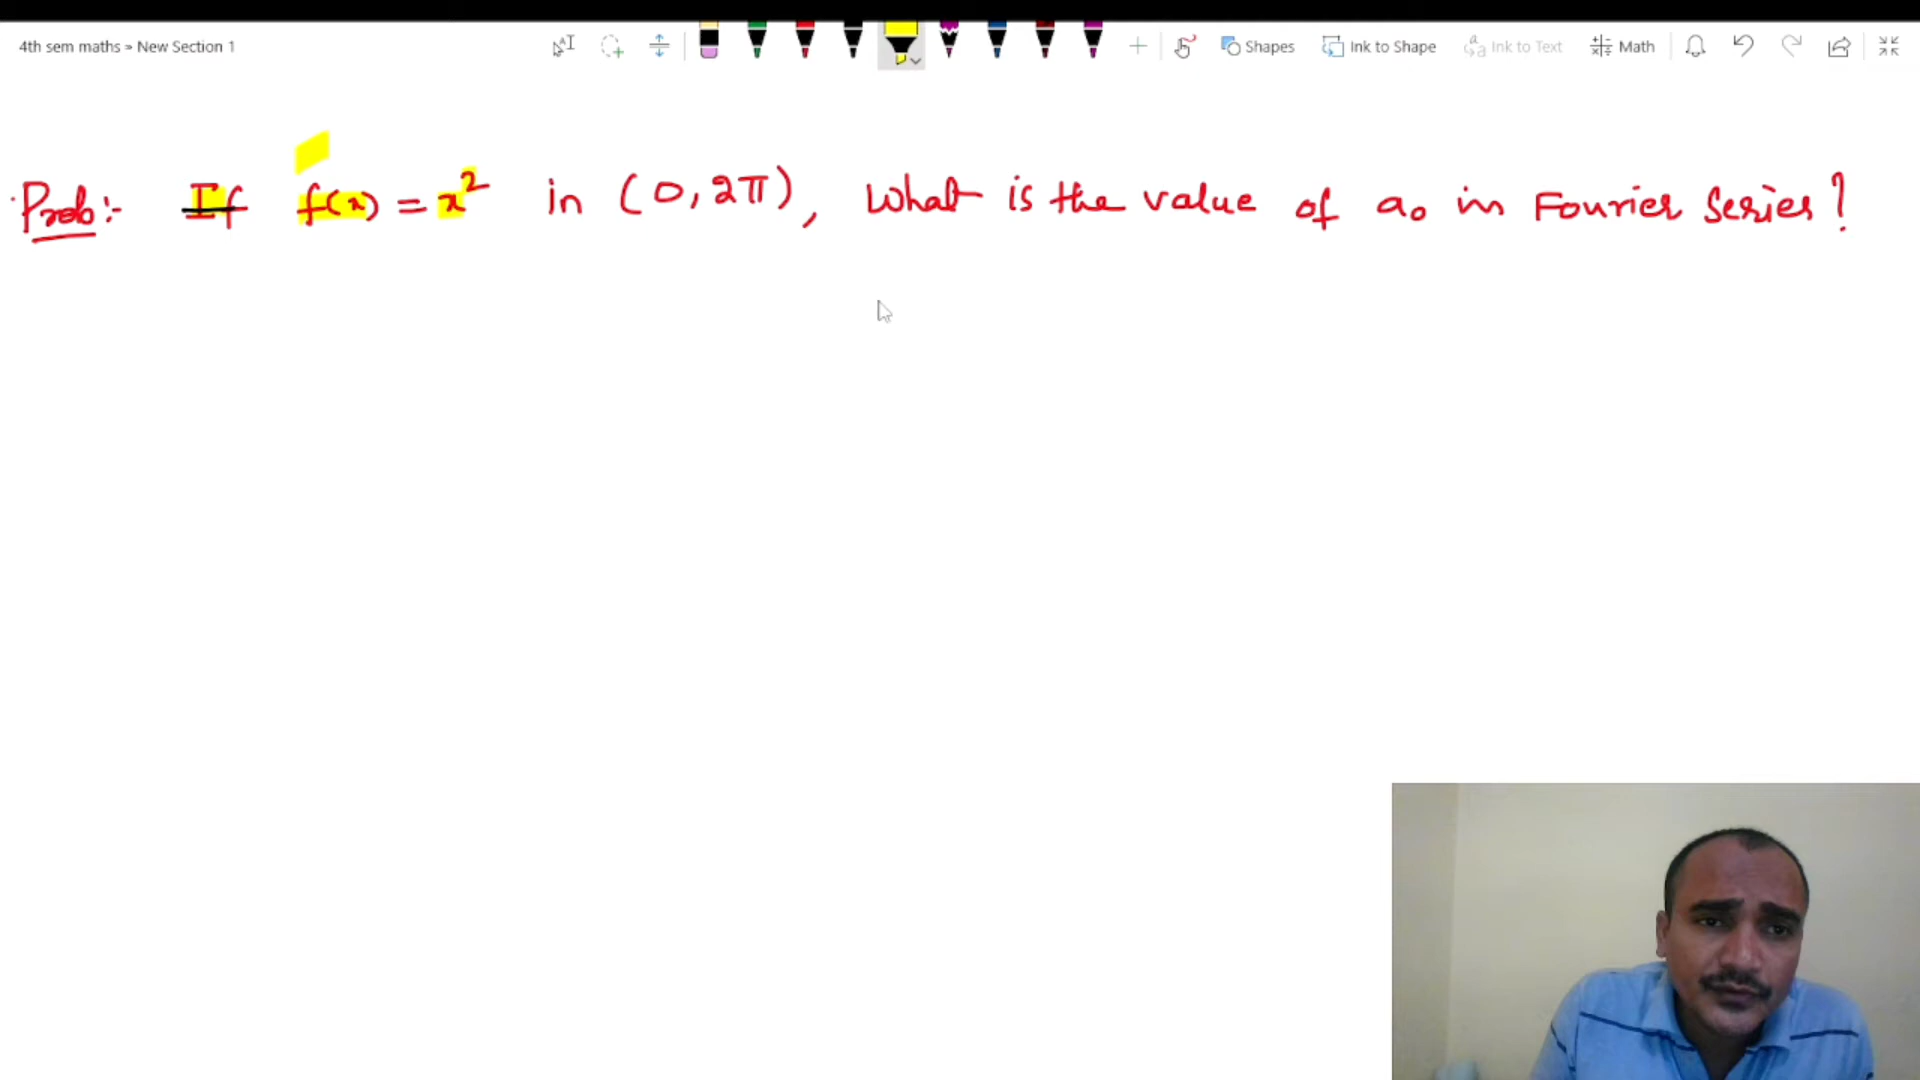 4th sem maths » New Section 1
Shapes
Ink to Shape
Ink to Text
Math
Prob:- If f(x) = x² in (0, 2π), What is the value of a₀ in Fourier Series?